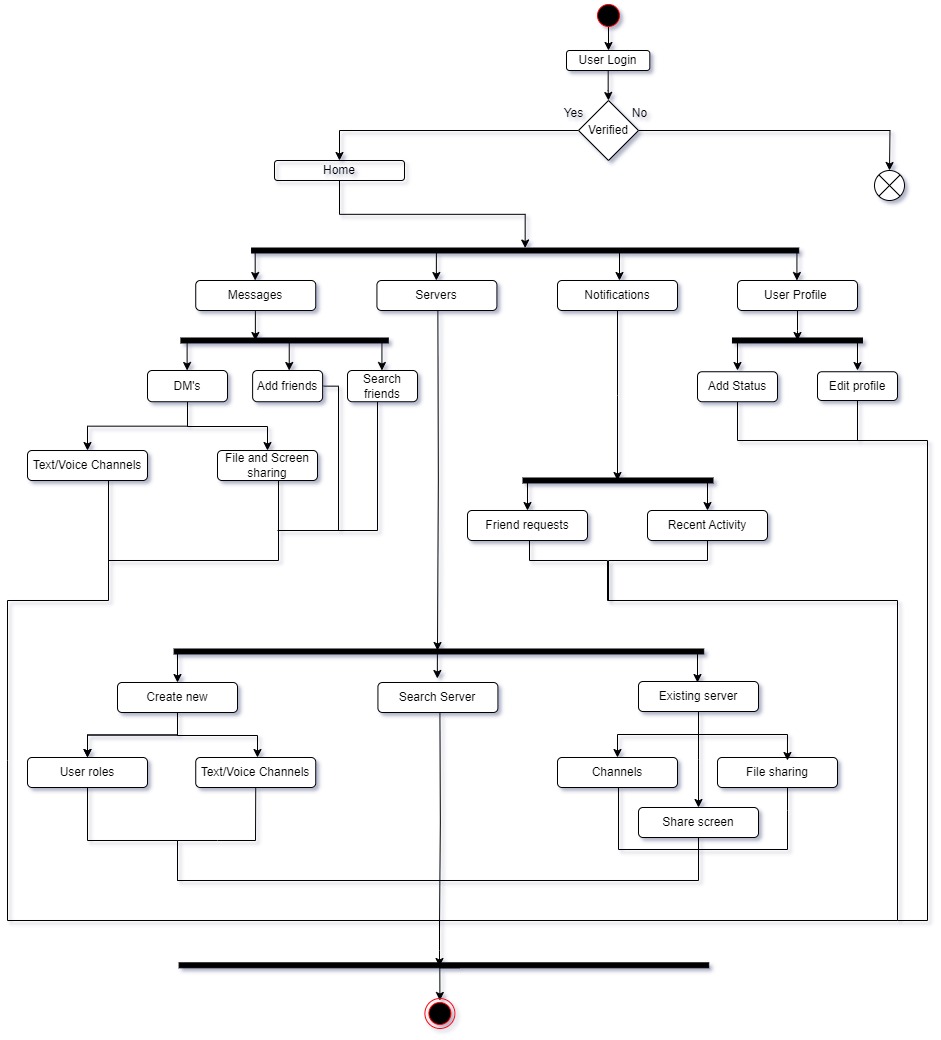 User Login
Yes
No
Verified
Home
Messages
Servers
Notifications
User Profile
DM's
Add friends
Search
friends
Add Status
Edit profile
Text/Voice Channels
File and Screen
sharing
Friend requests
Recent Activity
Create new
Search Server
Existing server
User roles
Text/Voice Channels
Channels
File sharing
Share screen